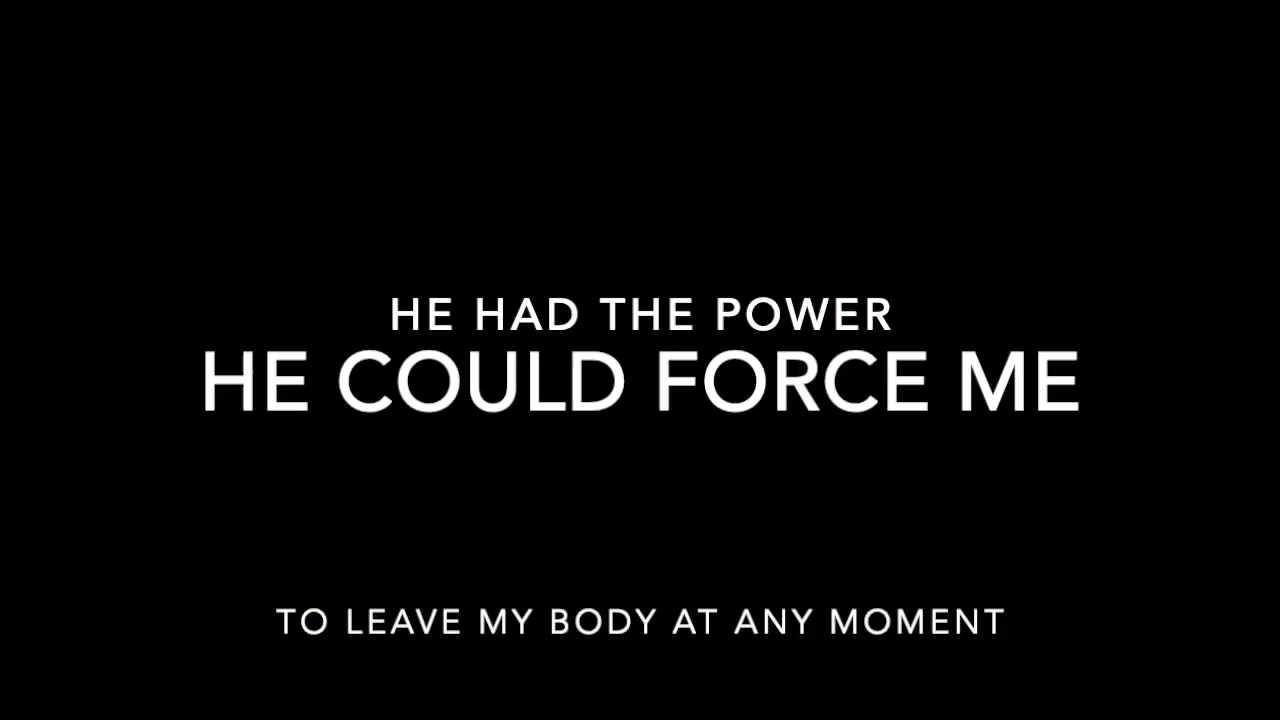 HE HAD THE POWER
HE COULD FORCE ME
TO LEAVE MY BODY AT ANY MOMENT